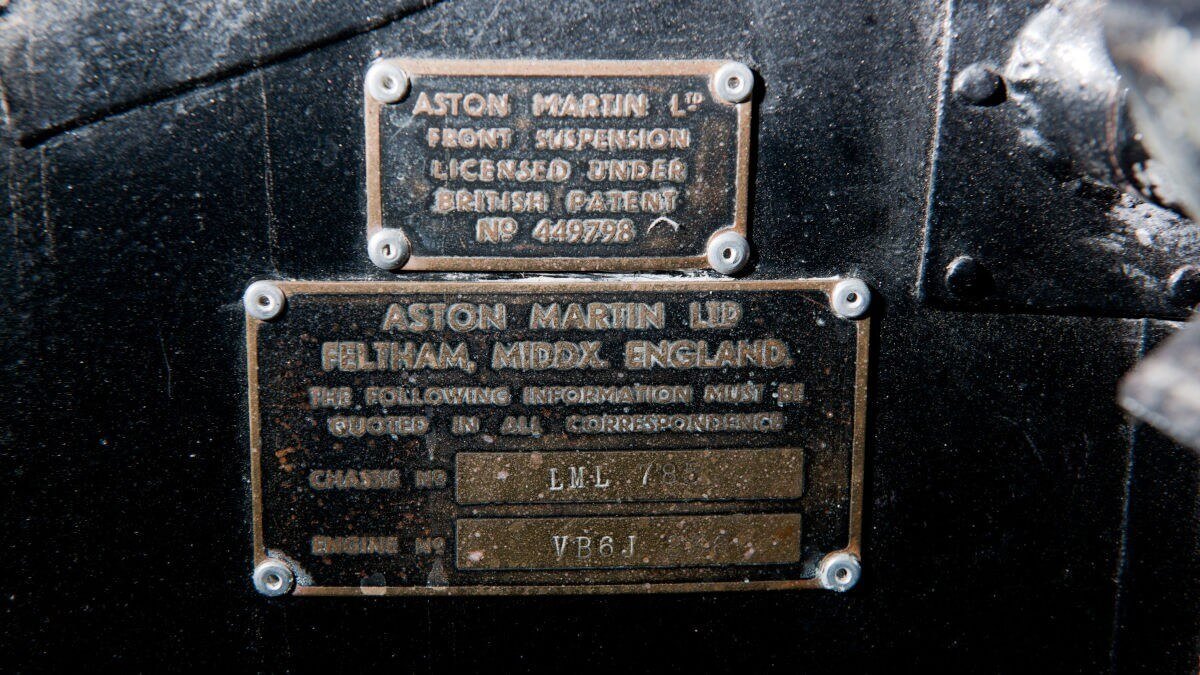 ASTON MARTIN LTD
FRONT SUSPENSION
LICENSED UNDER
BRITISH PATENT
Nº 449798
ASTON MARTIN LTD
FELTHAM, MIDDX. ENGLAND.
THE FOLLOWING INFORMATION MUST BE
QUOTED IN ALL CORRESPONDENCE
CHASSIS Nº LML 785
ENGINE Nº VB6J